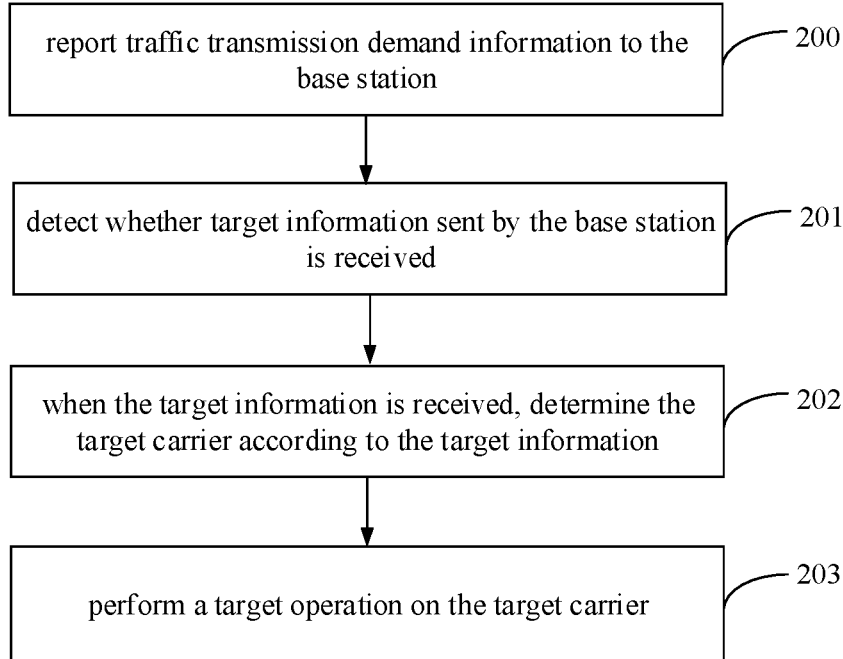 report traffic transmission demand information to the
base station
200
detect whether target information sent by the base station
is received
201
when the target information is received, determine the
target carrier according to the target information
202
perform a target operation on the target carrier
203